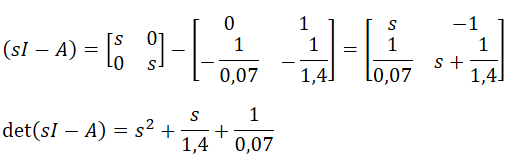 (sI − A) = [s 0; 0 s] − [0 1; −1/0,07 −1/1,4] = [s −1; 1/0,07 s + 1/1,4]
det(sI − A) = s² + s/1,4 + 1/0,07